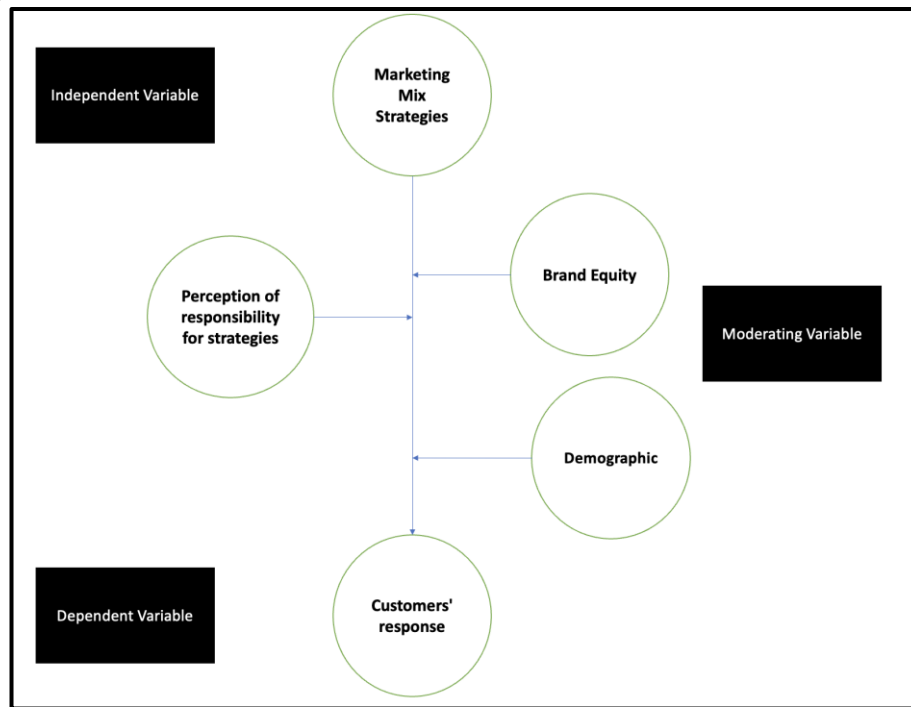 Independent Variable
Marketing
Mix
Strategies
Brand Equity
Perception of
responsibility
for strategies
Moderating Variable
Demographic
Dependent Variable
Customers'
response